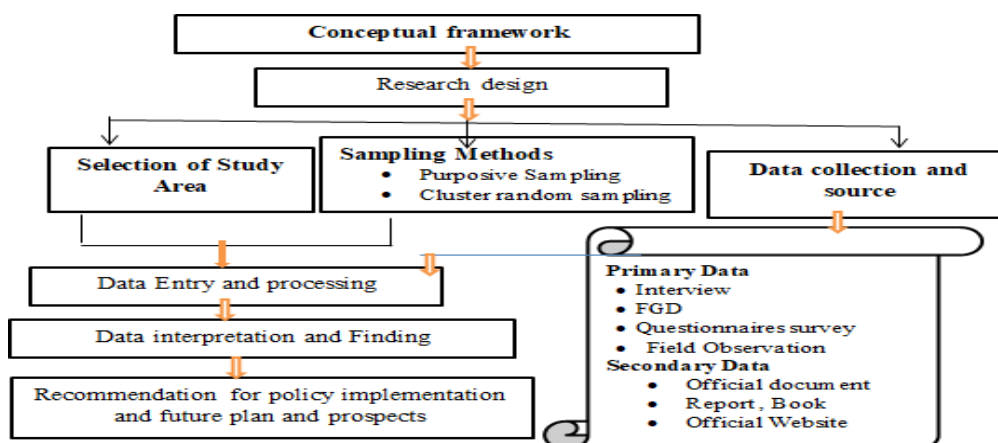 Conceptual framework
Research design
Selection of Study
Area
Sampling Methods
• Purposive Sampling
• Cluster random sampling
Data collection and
source
Data Entry and processing
Data interpretation and Finding
Recommendation for policy implementation
and future plan and prospects
Primary Data
• Interview
• FGD
• Questionnaires survey
• Field Observation
Secondary Data
• Official document
• Report , Book
• Official Website